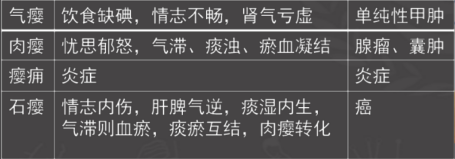 气瘿 饮食缺碘，情志不畅，肾气亏虚 单纯性甲肿
肉瘿 忧思郁怒，气滞、痰浊、瘀血凝结 腺瘤、囊肿
瘿痈 炎症 炎症
石瘿 情志内伤，肝脾气逆，痰湿内生， 癌
气滞则血瘀，痰瘀互结，肉瘿转化